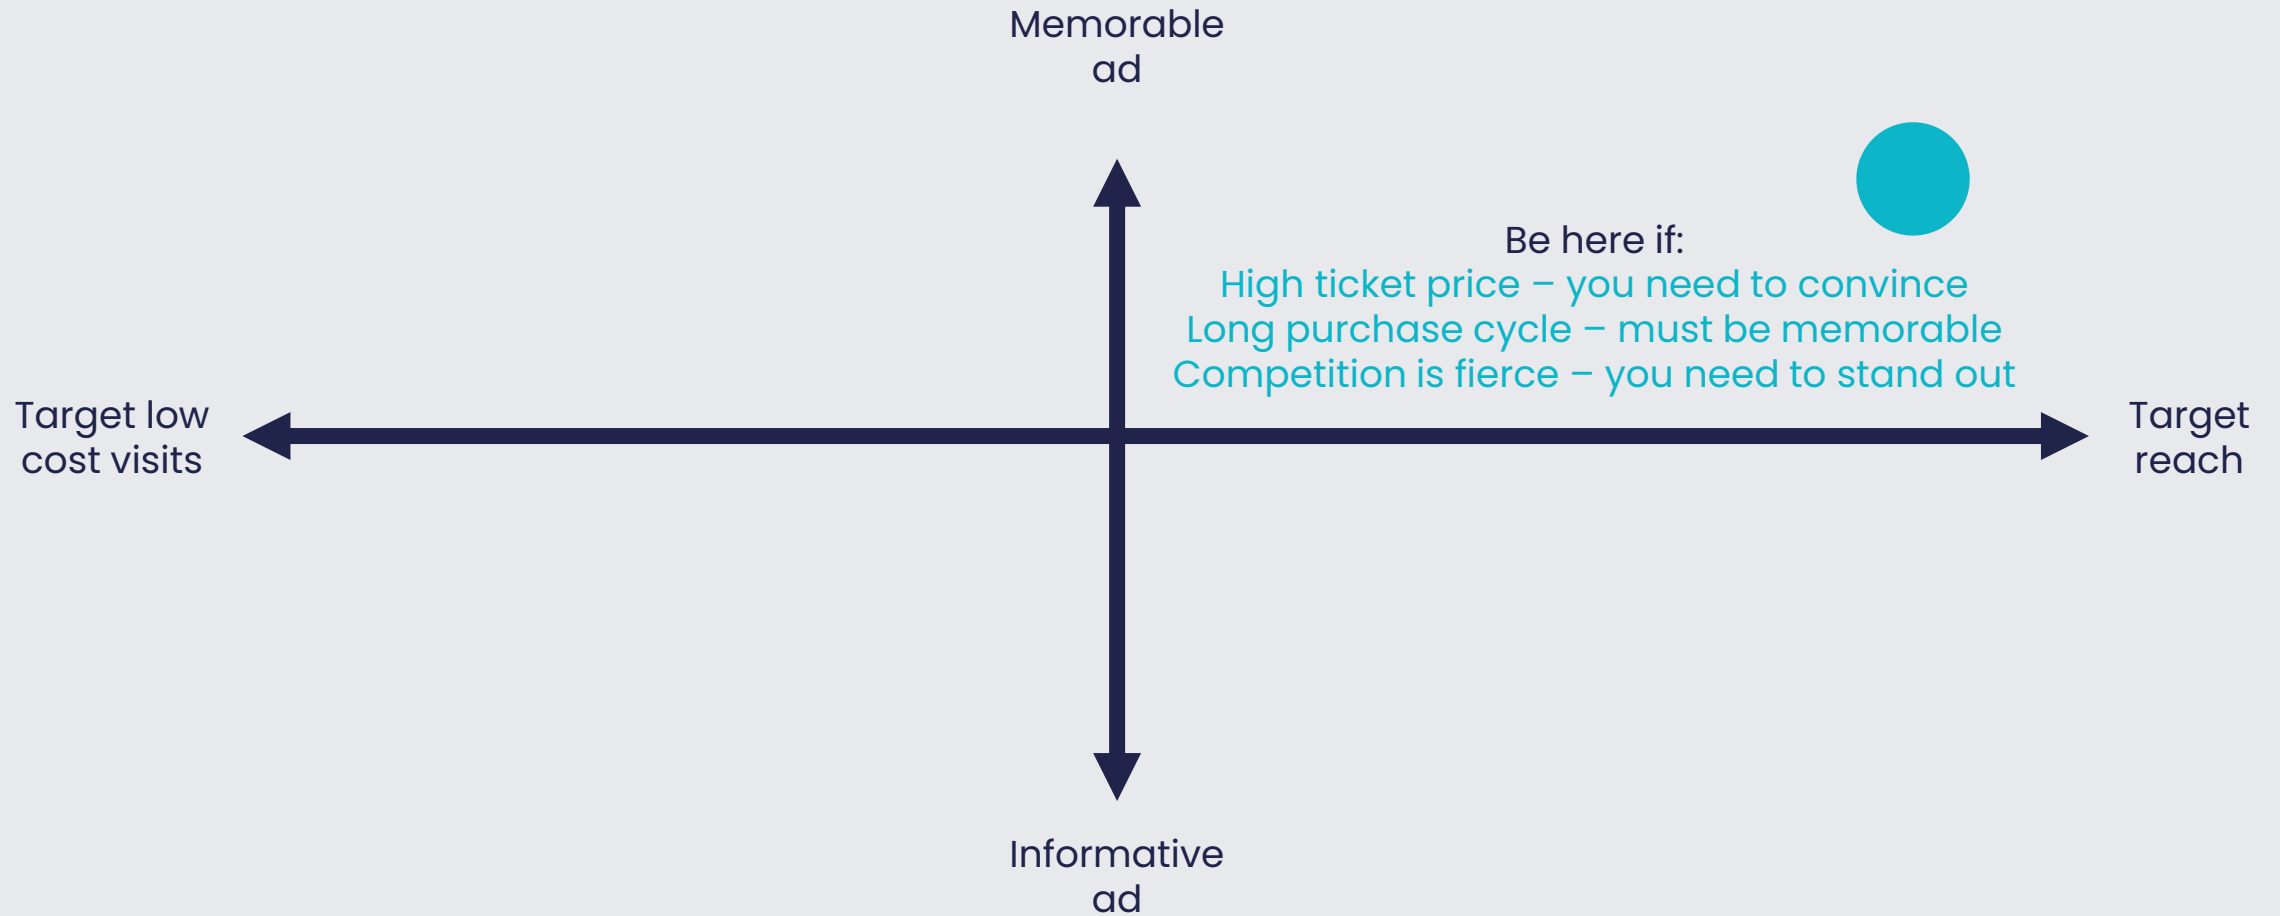 Memorable
ad
Be here if:
High ticket price – you need to convince
Long purchase cycle – must be memorable
Competition is fierce – you need to stand out
Target low
cost visits
Target
reach
Informative
ad